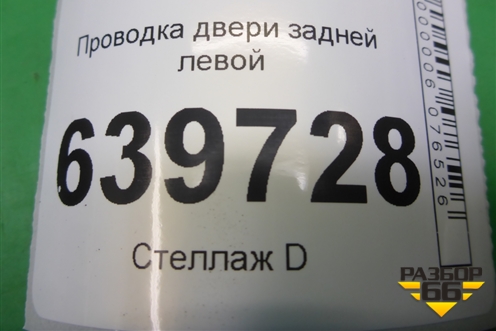 Проводка двери задней
левой
639728
Стеллаж D
РАЗБОР
66